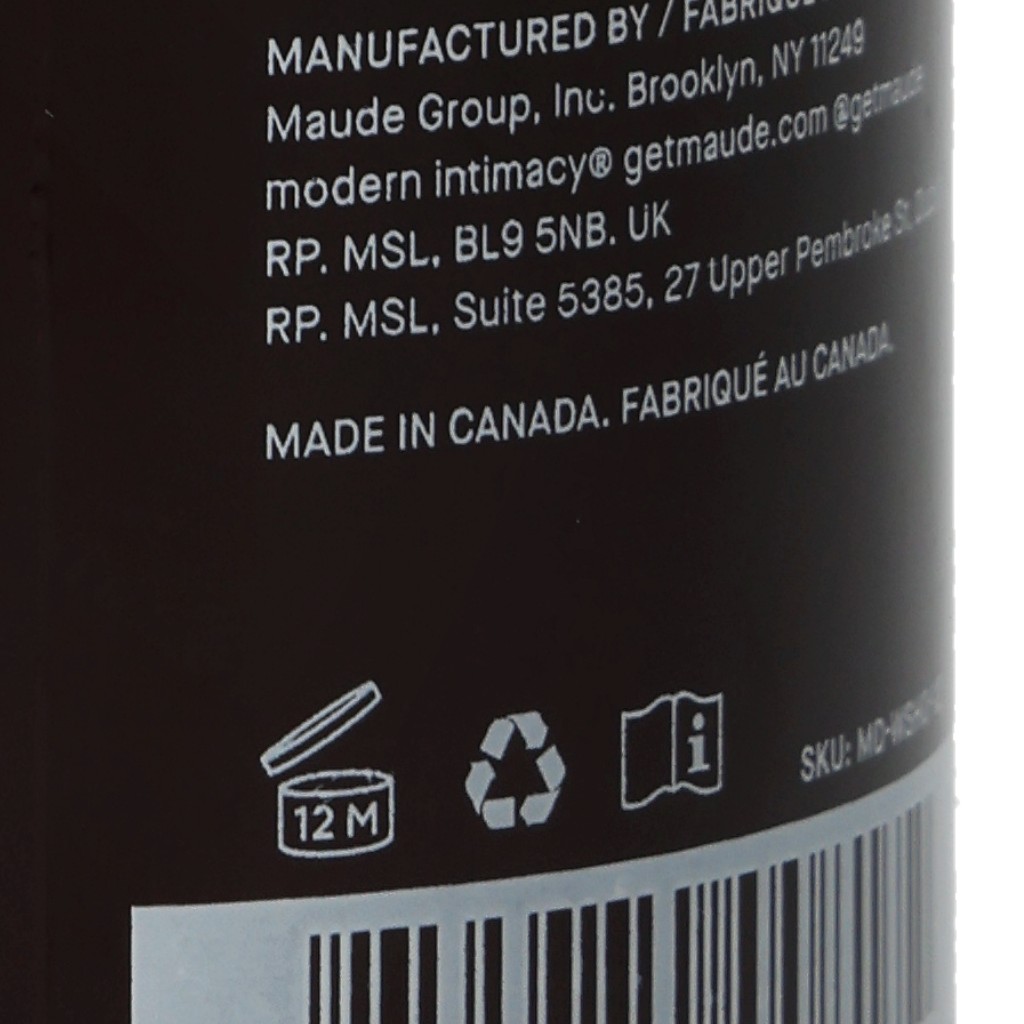 MANUFACTURED BY / FABRIQUÉ
Maude Group, Inc. Brooklyn, NY 11249
modern intimacy® getmaude.com @getmaude
RP. MSL, BL9 5NB. UK
RP. MSL, Suite 5385, 27 Upper Pembroke St,
MADE IN CANADA. FABRIQUÉ AU CANADA.
12 M
i
SKU: